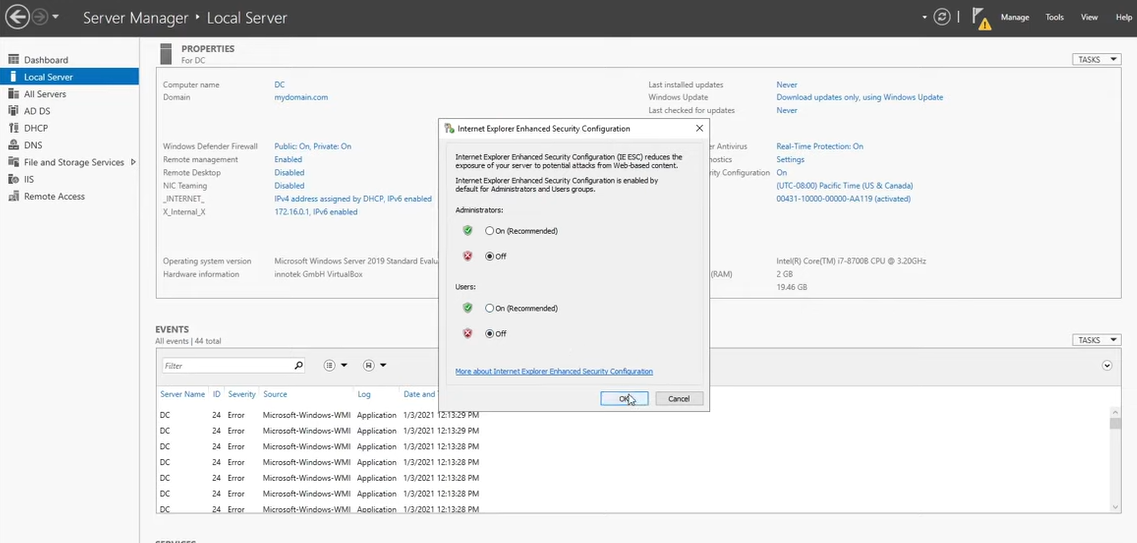 Server Manager ▸ Local Server
Manage Tools View Help
Dashboard
Local Server
All Servers
AD DS
DHCP
DNS
File and Storage Services
IIS
Remote Access
PROPERTIES
For DC
TASKS
Computer name DC
Domain mydomain.com
Last installed updates Never
Windows Update Download updates only, using Windows Update
Last checked for updates Never
Windows Defender Firewall Public: On, Private: On
Remote management Enabled
Remote Desktop Disabled
NIC Teaming Disabled
_INTERNET_ IPv4 address assigned by DHCP, IPv6 enabled
X_Internal_X 172.16.0.1, IPv6 enabled
er Antivirus Real-Time Protection: On
nostics Settings
urity Configuration On
(UTC-08:00) Pacific Time (US & Canada)
00431-10000-00000-AA119 (activated)
Operating system version Microsoft Windows Server 2019 Standard Evalu
Hardware information innotek GmbH VirtualBox
Intel(R) Core(TM) i7-8700B CPU @ 3.20GHz
(RAM) 2 GB
19.46 GB
Internet Explorer Enhanced Security Configuration
Internet Explorer Enhanced Security Configuration (IE ESC) reduces the
exposure of your server to potential attacks from Web-based content.
Internet Explorer Enhanced Security Configuration is enabled by
default for Administrators and Users groups.
Administrators:
On (Recommended)
Off
Users:
On (Recommended)
Off
More about Internet Explorer Enhanced Security Configuration
OK Cancel
EVENTS
All events | 44 total
TASKS
Filter
Server Name ID Severity Source Log Date and
DC 24 Error Microsoft-Windows-WMI Application 1/3/2021 12:13:29 PM
DC 24 Error Microsoft-Windows-WMI Application 1/3/2021 12:13:29 PM
DC 24 Error Microsoft-Windows-WMI Application 1/3/2021 12:13:28 PM
DC 24 Error Microsoft-Windows-WMI Application 1/3/2021 12:13:28 PM
DC 24 Error Microsoft-Windows-WMI Application 1/3/2021 12:13:28 PM
DC 24 Error Microsoft-Windows-WMI Application 1/3/2021 12:13:28 PM
DC 24 Error Microsoft-Windows-WMI Application 1/3/2021 12:13:28 PM
SERVICES